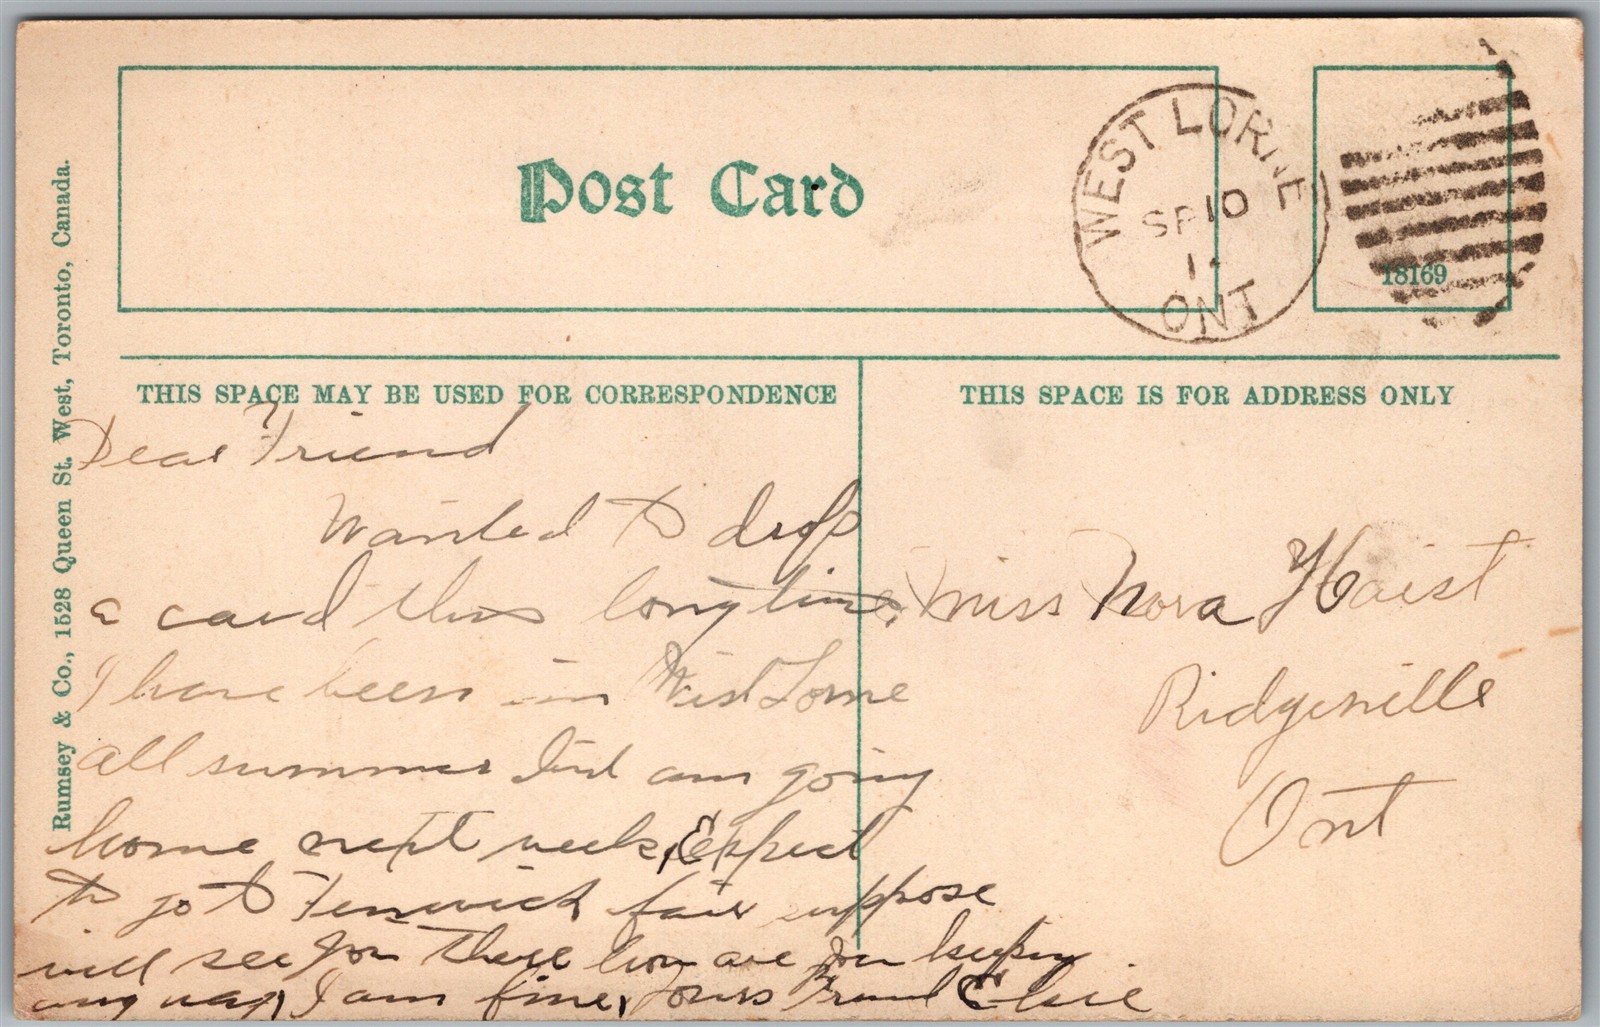 Post Card
WEST LORNE
SP 10
1
ONT
18169
THIS SPACE MAY BE USED FOR CORRESPONDENCE
THIS SPACE IS FOR ADDRESS ONLY
Rumsey & Co., 1528 Queen St. West, Toronto, Canada.
Dear Friend
Wanted to drop
a card this long time.
I have been in West Lorne
all summer but am going
home next week, Expect
to go to Fenwick fair suppose
will see you there how are you keeping
any way, I am fine, Yours Friend Elsie
Miss Nora Haist
Ridgeville
Ont